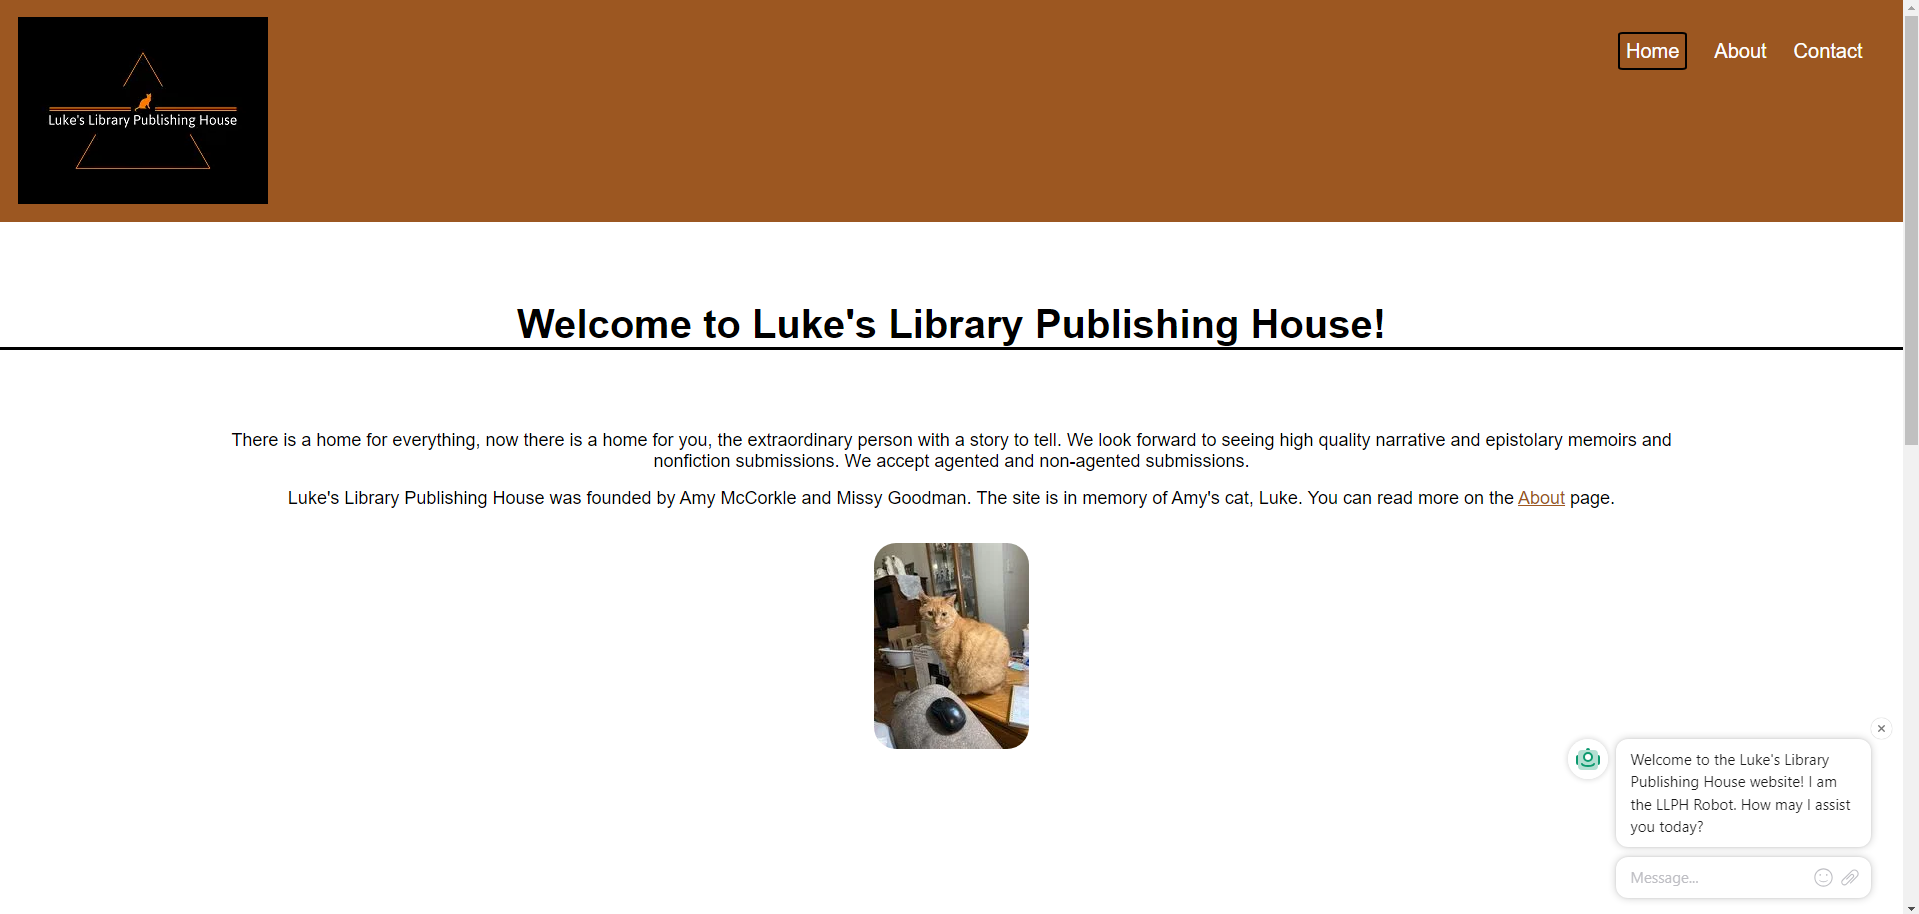 Luke's Library Publishing House
Home About Contact
Welcome to Luke's Library Publishing House!
There is a home for everything, now there is a home for you, the extraordinary person with a story to tell. We look forward to seeing high quality narrative and epistolary memoirs and
nonfiction submissions. We accept agented and non-agented submissions.
Luke's Library Publishing House was founded by Amy McCorkle and Missy Goodman. The site is in memory of Amy's cat, Luke. You can read more on the About page.
Welcome to the Luke's Library
Publishing House website! I am
the LLPH Robot. How may I assist
you today?
Message...